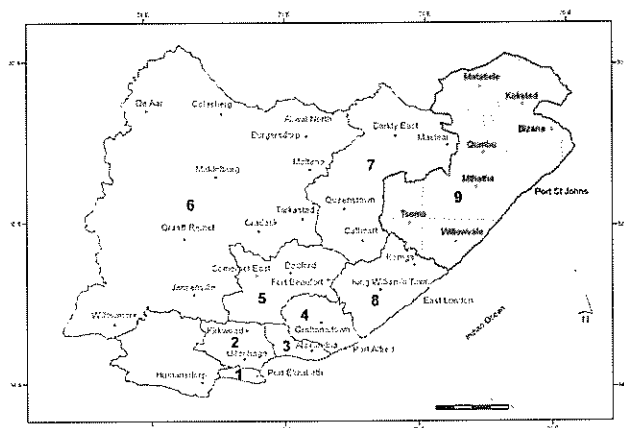 De Aar
Colesberg
Aliwal North
Burgersdorp
Molteno
Middelburg
Barkly East
Maclear
Matatiele
Kokstad
Bizana
Qumbu
Mthatha
Port St Johns
7
9
6
Queenstown
Tarkastad
Cradock
Graaff Reinet
Cathcart
Tsomo
Willowvale
Komga
Somerset East
Bedford
Fort Beaufort
King William's Town
Jansenville
5
8
4
East London
Grahamstown
Willowmore
Kirkwood
2
3
Uitenhage
Alexandria
Port Alfred
Indian Ocean
N
Humansdorp
1
Port Elizabeth